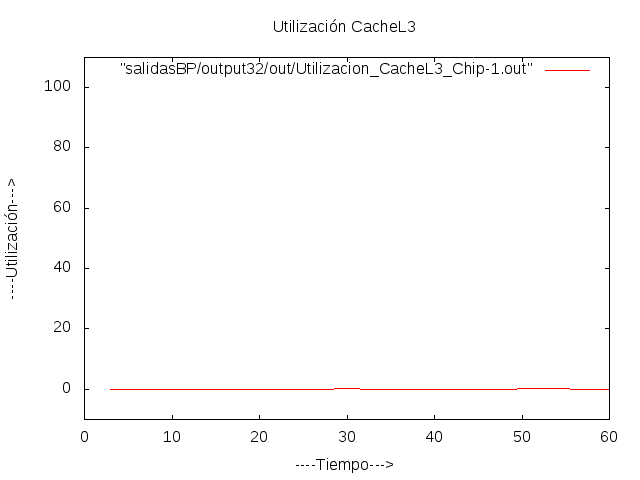 Utilización CacheL3
"salidasBP/output32/out/Utilizacion_CacheL3_Chip-1.out"
100
80
60
40
20
0
----Utilización--->
0 10 20 30 40 50 60
----Tiempo--->